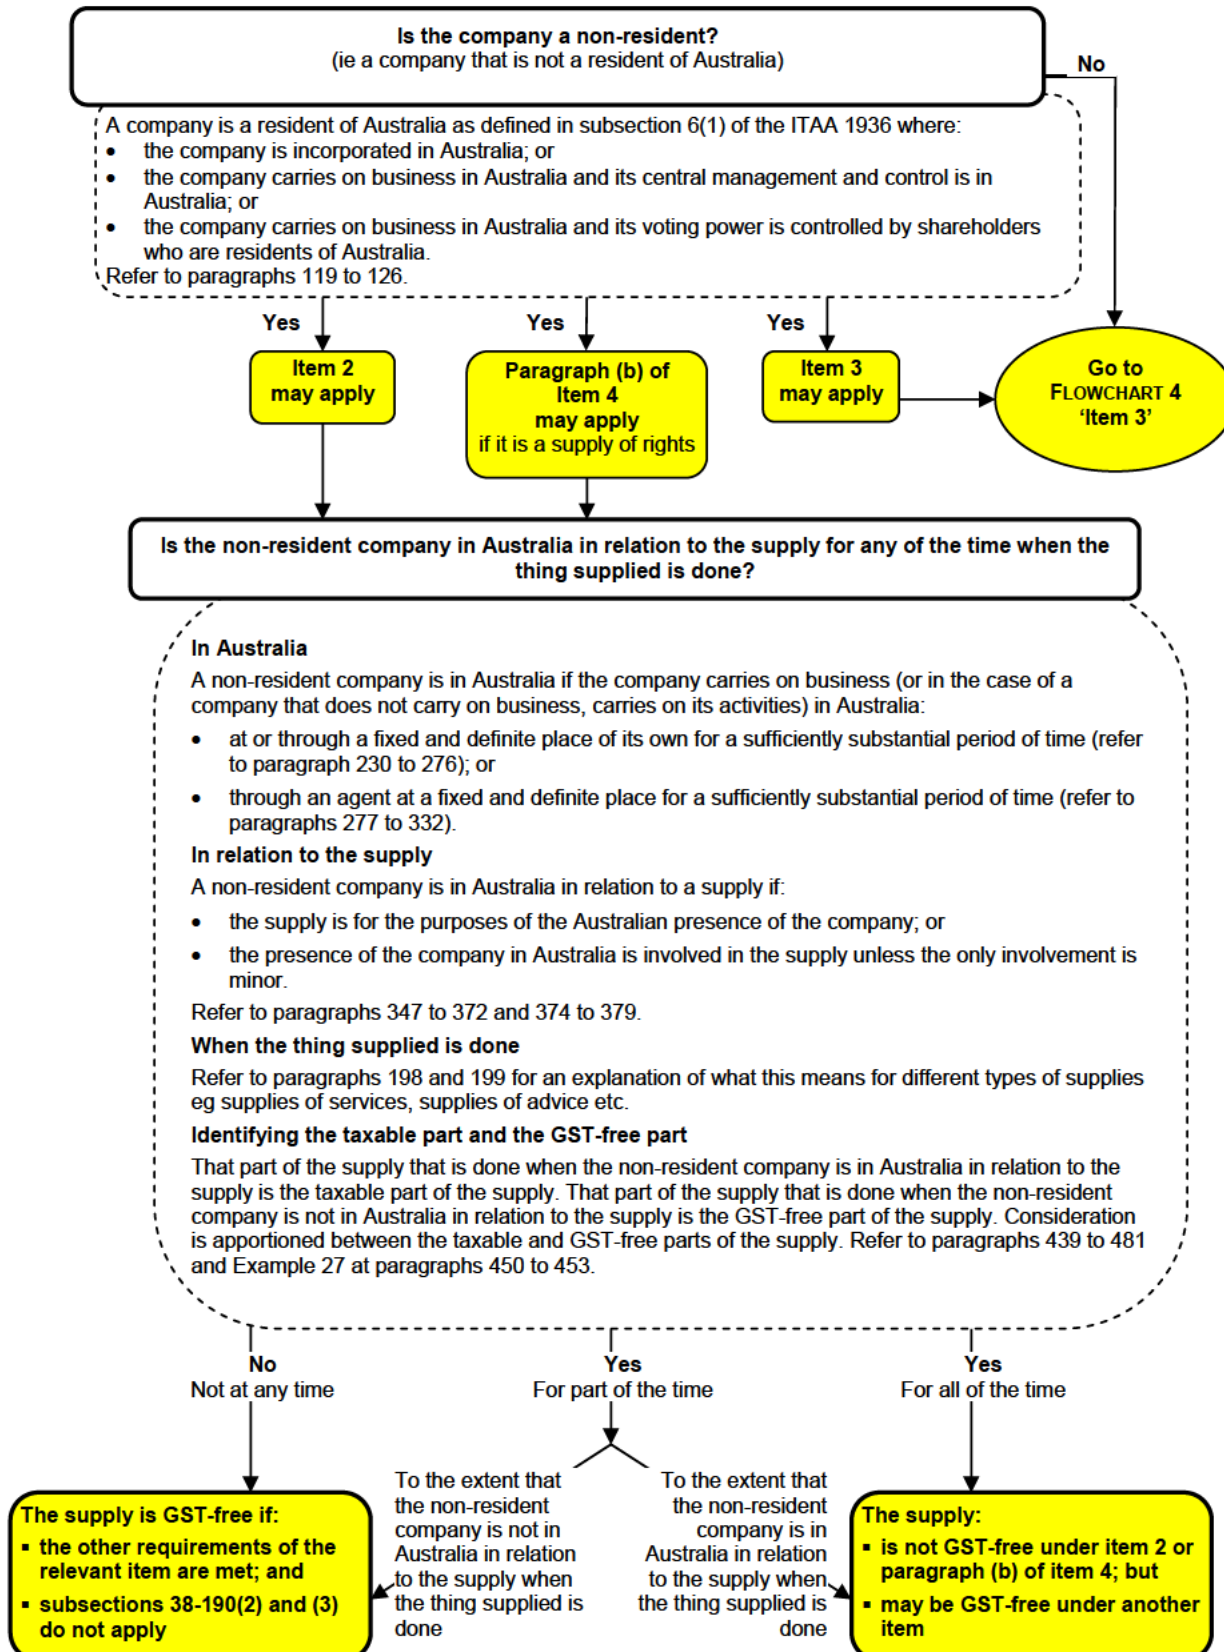 Is the company a non-resident?
(ie a company that is not a resident of Australia)
No
A company is a resident of Australia as defined in subsection 6(1) of the ITAA 1936 where:
• the company is incorporated in Australia; or
• the company carries on business in Australia and its central management and control is in
Australia; or
• the company carries on business in Australia and its voting power is controlled by shareholders
who are residents of Australia.
Refer to paragraphs 119 to 126.
Yes
Yes
Yes
Item 2
may apply
Paragraph (b) of
Item 4
may apply
if it is a supply of rights
Item 3
may apply
Go to
FLOWCHART 4
‘Item 3’
Is the non-resident company in Australia in relation to the supply for any of the time when the
thing supplied is done?
In Australia
A non-resident company is in Australia if the company carries on business (or in the case of a
company that does not carry on business, carries on its activities) in Australia:
• at or through a fixed and definite place of its own for a sufficiently substantial period of time (refer
to paragraph 230 to 276); or
• through an agent at a fixed and definite place for a sufficiently substantial period of time (refer to
paragraphs 277 to 332).
In relation to the supply
A non-resident company is in Australia in relation to a supply if:
• the supply is for the purposes of the Australian presence of the company; or
• the presence of the company in Australia is involved in the supply unless the only involvement is
minor.
Refer to paragraphs 347 to 372 and 374 to 379.
When the thing supplied is done
Refer to paragraphs 198 and 199 for an explanation of what this means for different types of supplies
eg supplies of services, supplies of advice etc.
Identifying the taxable part and the GST-free part
That part of the supply that is done when the non-resident company is in Australia in relation to the
supply is the taxable part of the supply. That part of the supply that is done when the non-resident
company is not in Australia in relation to the supply is the GST-free part of the supply. Consideration
is apportioned between the taxable and GST-free parts of the supply. Refer to paragraphs 439 to 481
and Example 27 at paragraphs 450 to 453.
No
Not at any time
Yes
For part of the time
Yes
For all of the time
The supply is GST-free if:
▪ the other requirements of the
relevant item are met; and
▪ subsections 38-190(2) and (3)
do not apply
To the extent that
the non-resident
company is not in
Australia in relation
to the supply when
the thing supplied is
done
To the extent that
the non-resident
company is in
Australia in relation
to the supply when
the thing supplied is
done
The supply:
▪ is not GST-free under item 2 or
paragraph (b) of item 4; but
▪ may be GST-free under another
item